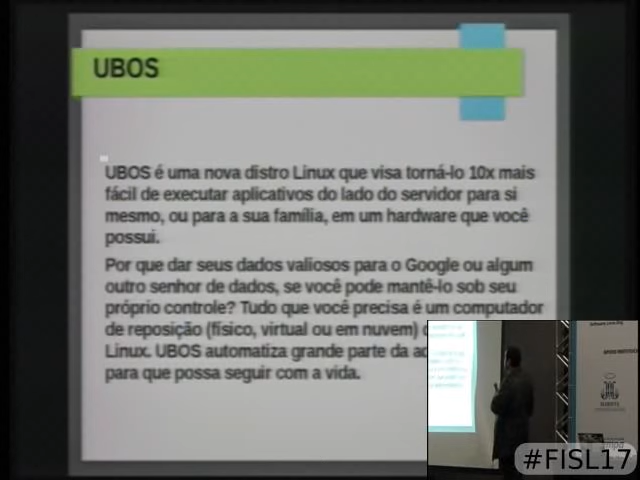 UBOS
UBOS é uma nova distro Linux que visa torná-lo 10x mais
fácil de executar aplicativos do lado do servidor para si
mesmo, ou para a sua família, em um hardware que você
possui.
Por que dar seus dados valiosos para o Google ou algum
outro senhor de dados, se você pode mantê-lo sob seu
próprio controle? Tudo que você precisa é um computador
de reposição (físico, virtual ou em nuvem)
Linux. UBOS automatiza grande parte da
para que possa seguir com a vida.
#FISL17